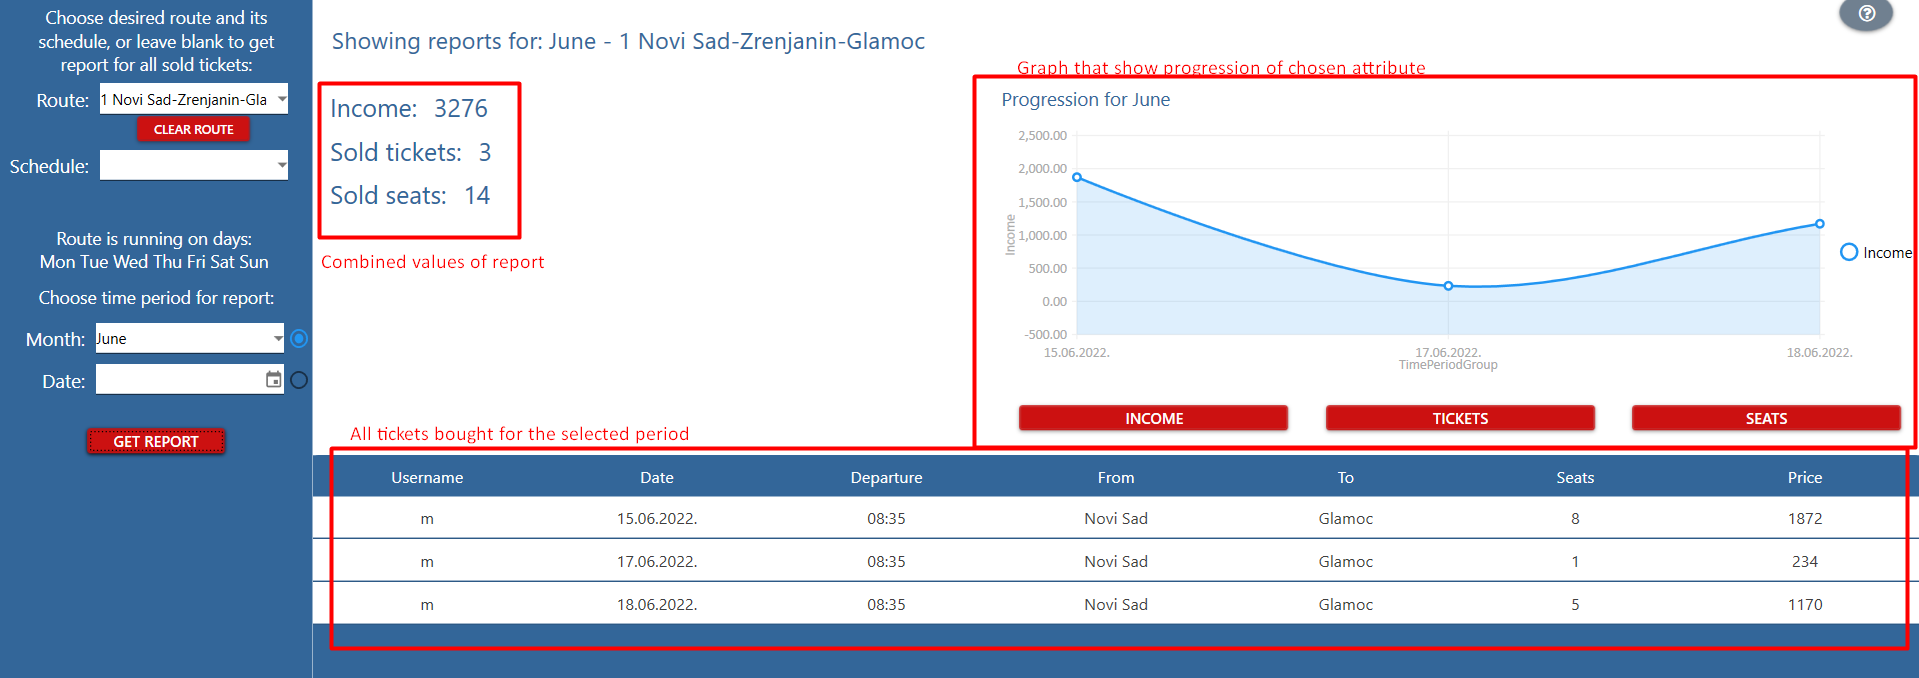 Choose desired route and its
schedule, or leave blank to get
report for all sold tickets:
Route: 1 Novi Sad-Zrenjanin-Gla
CLEAR ROUTE
Schedule:
Route is running on days:
Mon Tue Wed Thu Fri Sat Sun
Choose time period for report:
Month: June
Date:
GET REPORT
Showing reports for: June - 1 Novi Sad-Zrenjanin-Glamoc
Income: 3276
Sold tickets: 3
Sold seats: 14
Combined values of report
?
Graph that show progression of chosen attribute
Progression for June
2,500.00
2,000.00
1,500.00
1,000.00
500.00
0.00
-500.00
Income
15.06.2022. 17.06.2022. 18.06.2022.
TimePeriodGroup
Income
INCOME TICKETS SEATS
All tickets bought for the selected period
Username Date Departure From To Seats Price
m 15.06.2022. 08:35 Novi Sad Glamoc 8 1872
m 17.06.2022. 08:35 Novi Sad Glamoc 1 234
m 18.06.2022. 08:35 Novi Sad Glamoc 5 1170